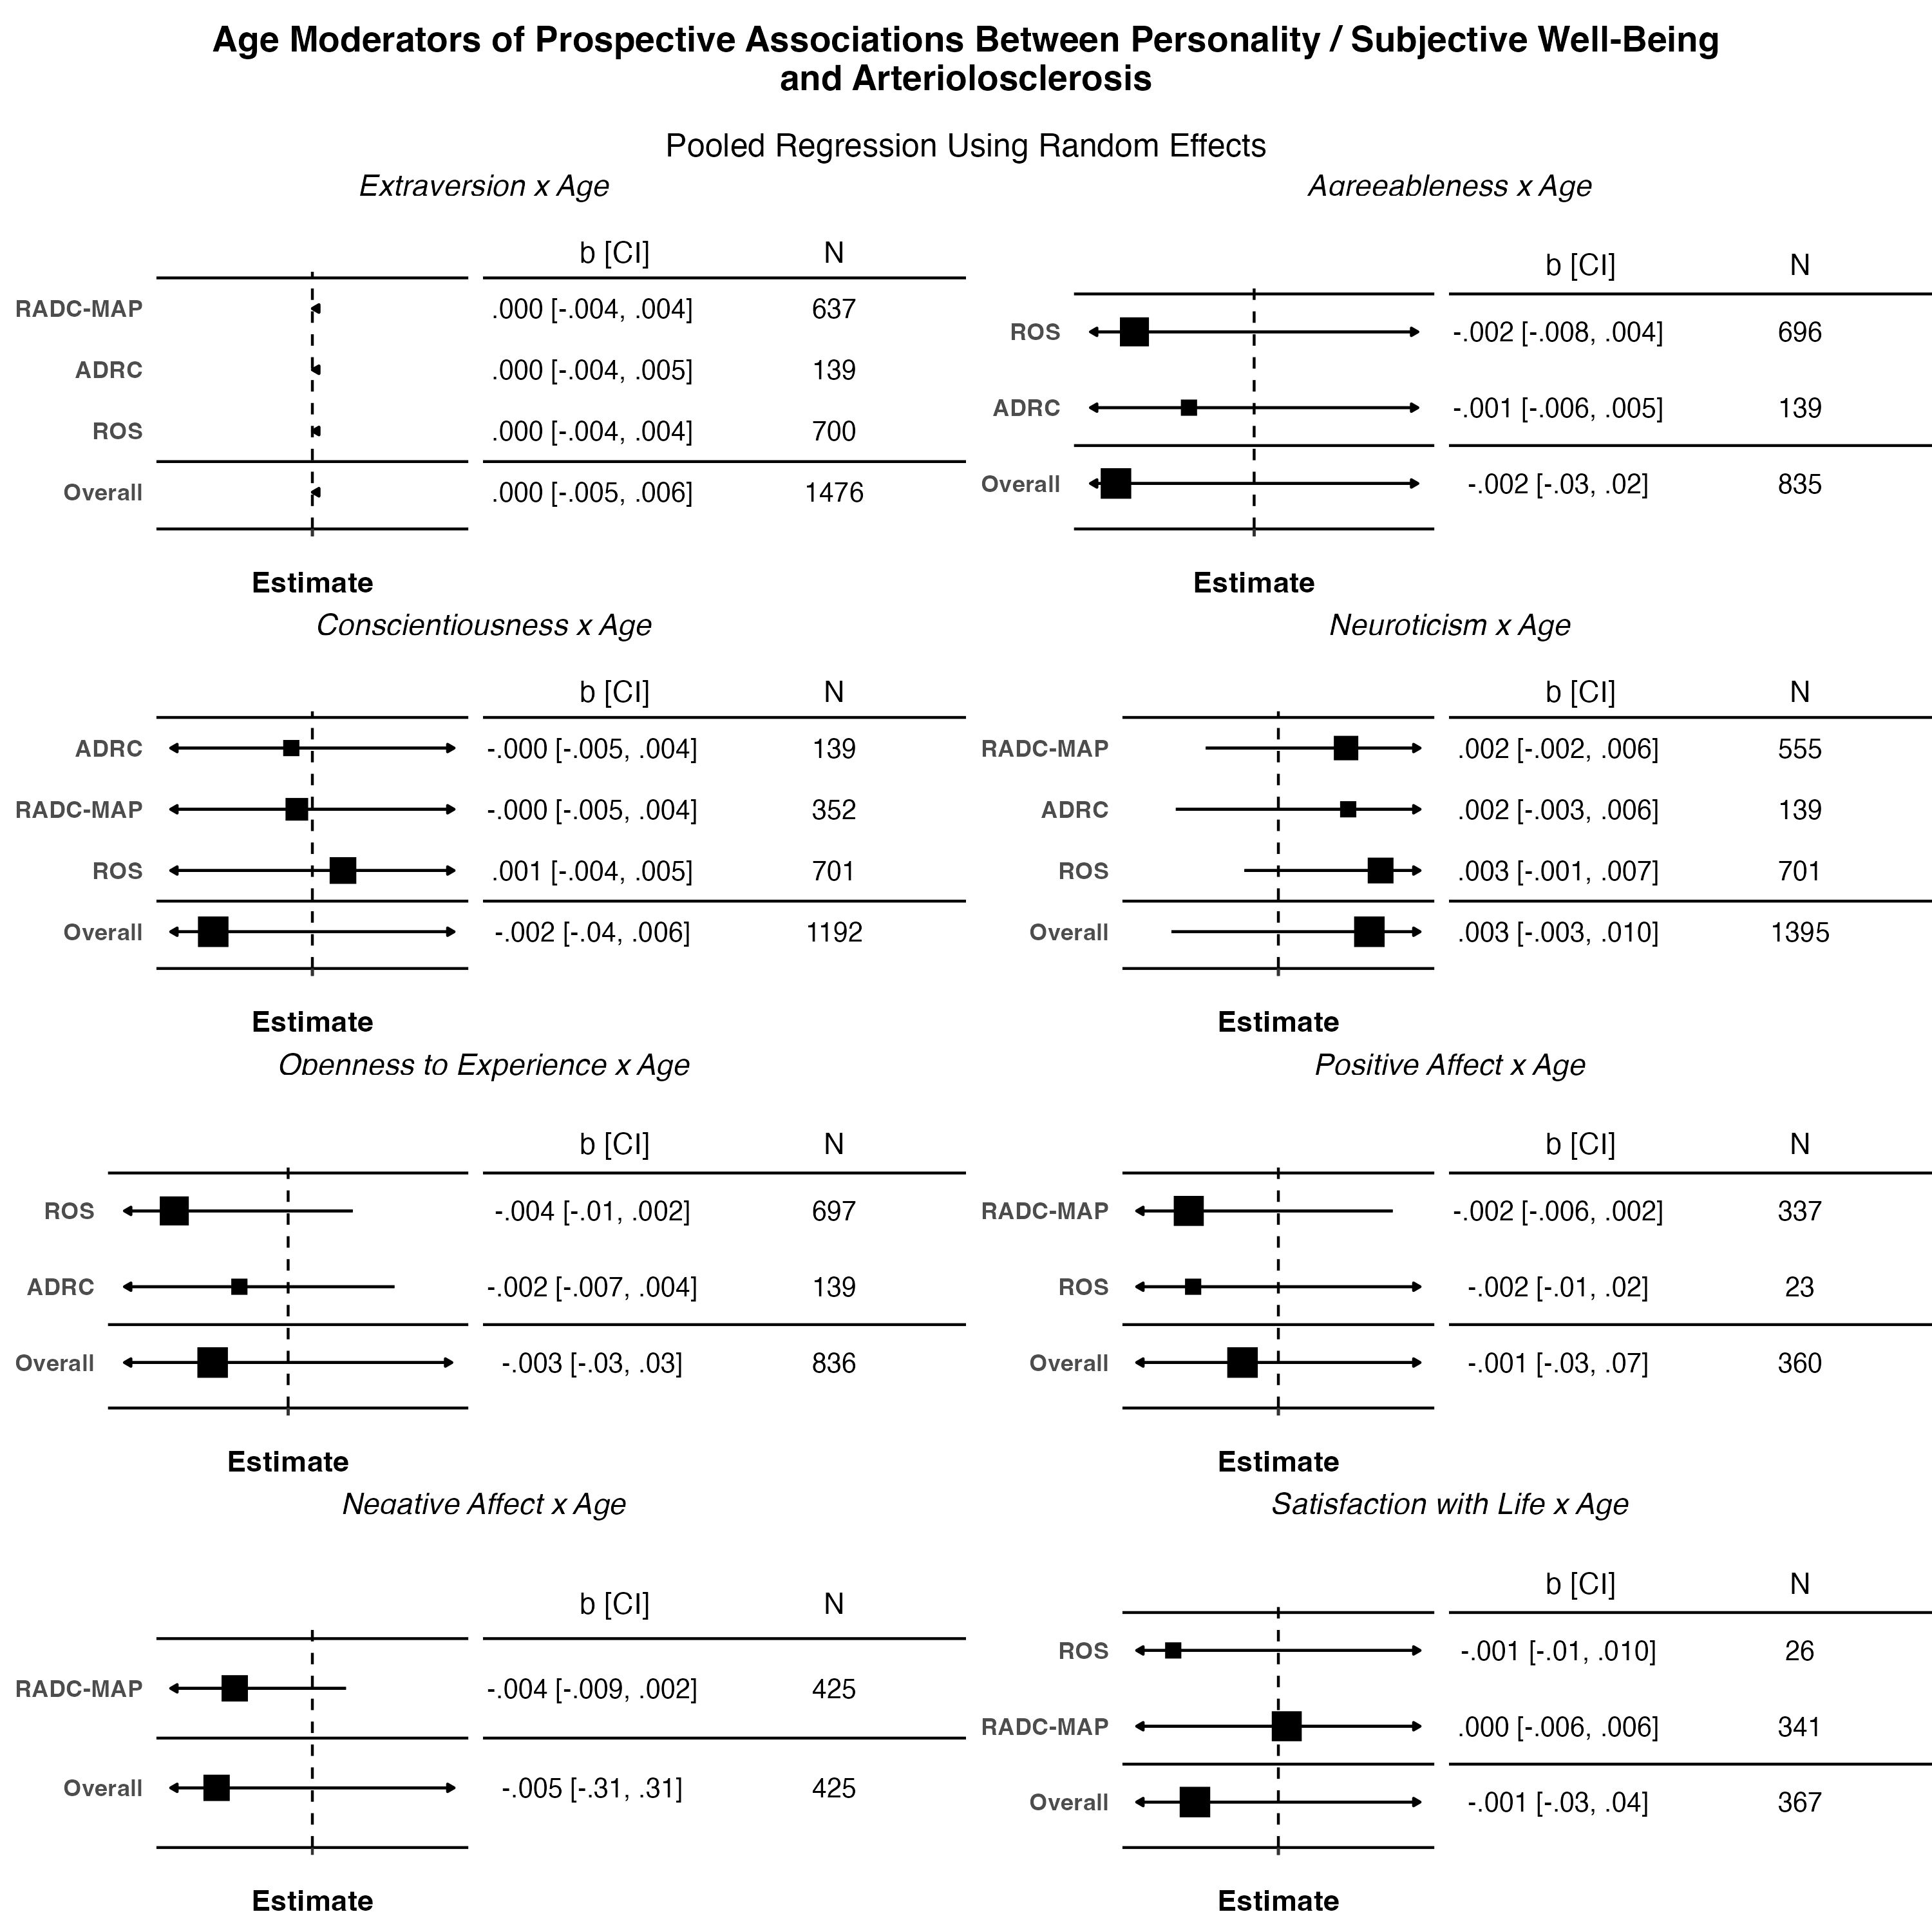 Age Moderators of Prospective Associations Between Personality / Subjective Well-Being
and Arteriolosclerosis
Pooled Regression Using Random Effects
Extraversion x Age
b [CI] N
RADC-MAP .000 [-.004, .004] 637
ADRC .000 [-.004, .005] 139
ROS .000 [-.004, .004] 700
Overall .000 [-.005, .006] 1476
Estimate
Agreeableness x Age
b [CI] N
ROS -.002 [-.008, .004] 696
ADRC -.001 [-.006, .005] 139
Overall -.002 [-.03, .02] 835
Estimate
Conscientiousness x Age
b [CI] N
ADRC -.000 [-.005, .004] 139
RADC-MAP -.000 [-.005, .004] 352
ROS .001 [-.004, .005] 701
Overall -.002 [-.04, .006] 1192
Estimate
Neuroticism x Age
b [CI] N
RADC-MAP .002 [-.002, .006] 555
ADRC .002 [-.003, .006] 139
ROS .003 [-.001, .007] 701
Overall .003 [-.003, .010] 1395
Estimate
Openness to Experience x Age
b [CI] N
ROS -.004 [-.01, .002] 697
ADRC -.002 [-.007, .004] 139
Overall -.003 [-.03, .03] 836
Estimate
Positive Affect x Age
b [CI] N
RADC-MAP -.002 [-.006, .002] 337
ROS -.002 [-.01, .02] 23
Overall -.001 [-.03, .07] 360
Estimate
Negative Affect x Age
b [CI] N
RADC-MAP -.004 [-.009, .002] 425
Overall -.005 [-.31, .31] 425
Estimate
Satisfaction with Life x Age
b [CI] N
ROS -.001 [-.01, .010] 26
RADC-MAP .000 [-.006, .006] 341
Overall -.001 [-.03, .04] 367
Estimate